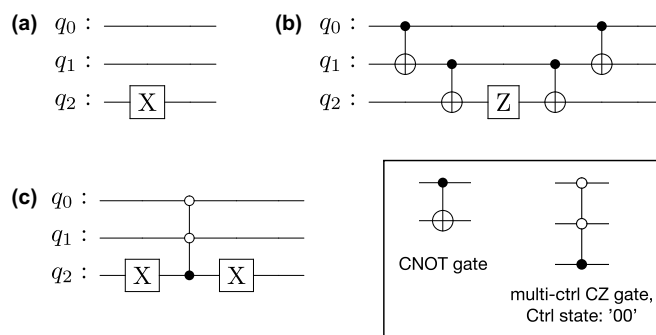 (a) q₀ :
q₁ :
q₂ : X
(b) q₀ :
q₁ :
q₂ : Z
(c) q₀ :
q₁ :
q₂ : X X
CNOT gate
multi-ctrl CZ gate,
Ctrl state: '00'